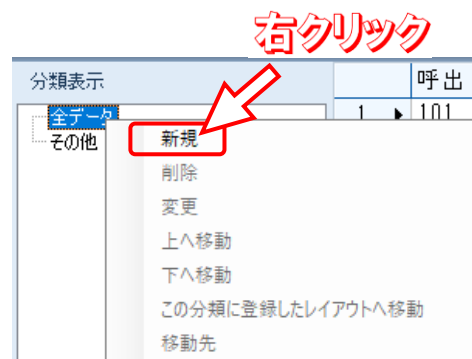 右クリック
分類表示
呼出
全データ
1 ▶ 101
その他
新規
削除
変更
上へ移動
下へ移動
この分類に登録したレイアウトへ移動
移動先